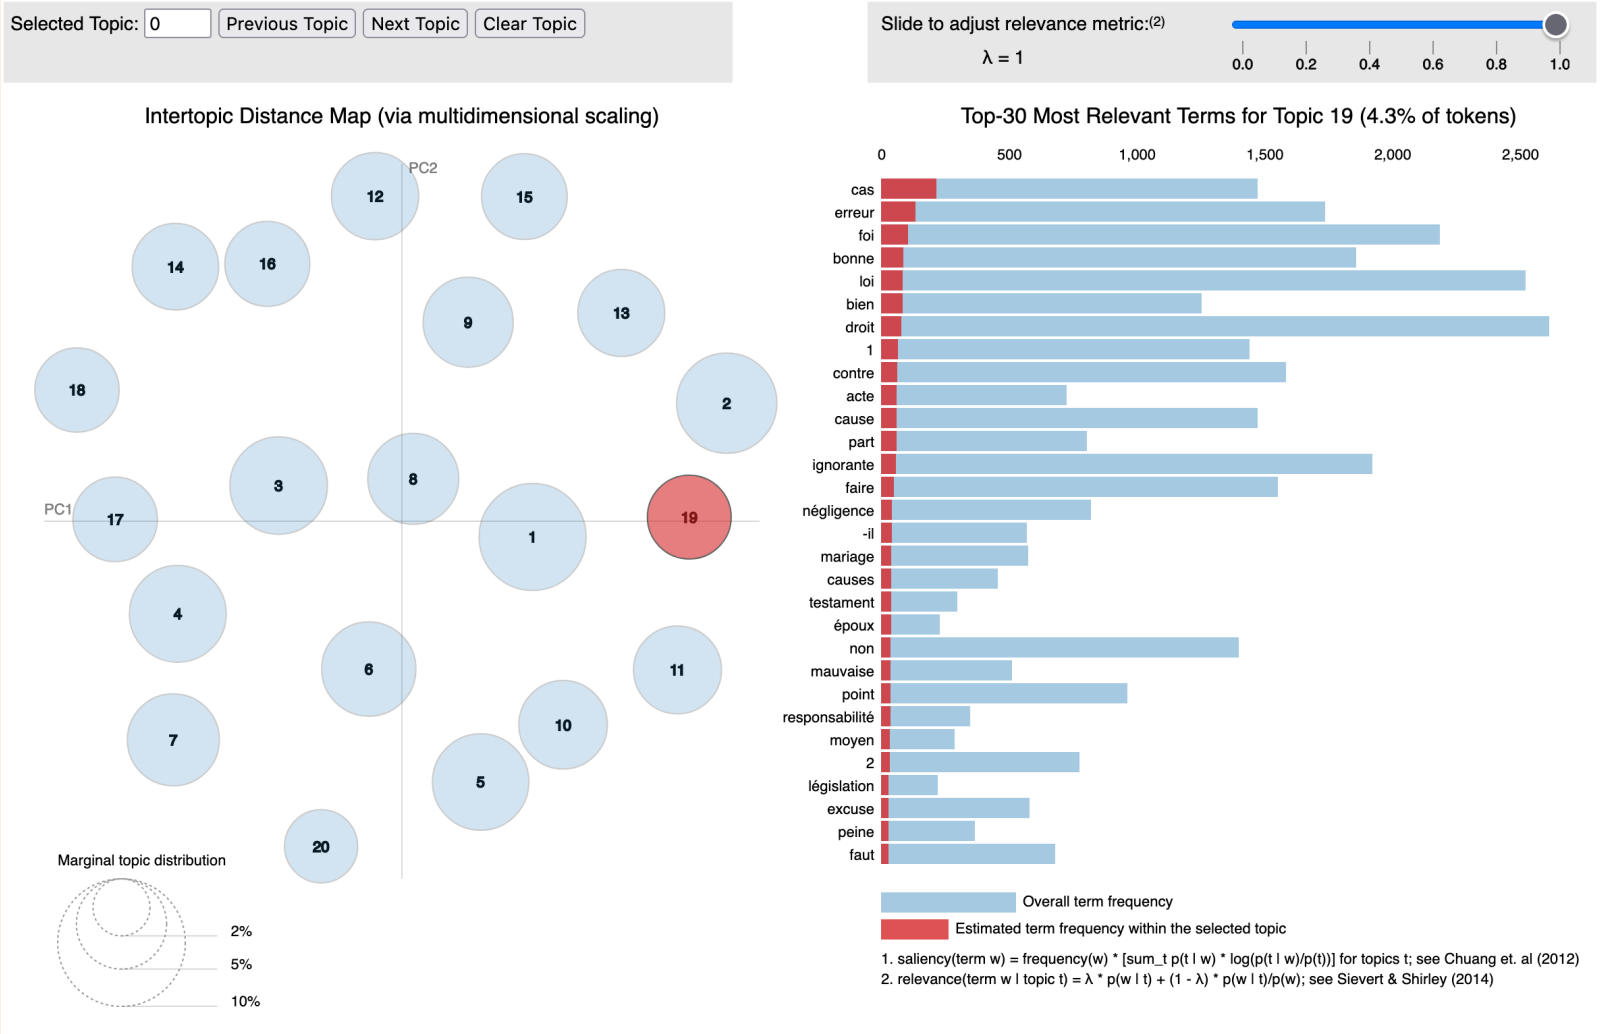 Selected Topic: 0 Previous Topic Next Topic Clear Topic
Slide to adjust relevance metric:(2)
λ = 1
0.0 0.2 0.4 0.6 0.8 1.0
Intertopic Distance Map (via multidimensional scaling)
PC2
PC1
12
15
14
16
9
13
18
2
3
8
17
1
19
4
6
11
7
10
5
20
Marginal topic distribution
2%
5%
10%
Top-30 Most Relevant Terms for Topic 19 (4.3% of tokens)
0 500 1,000 1,500 2,000 2,500
cas
erreur
foi
bonne
loi
bien
droit
1
contre
acte
cause
part
ignorante
faire
négligence
-il
mariage
causes
testament
époux
non
mauvaise
point
responsabilité
moyen
2
législation
excuse
peine
faut
Overall term frequency
Estimated term frequency within the selected topic
1. saliency(term w) = frequency(w) * [sum_t p(t | w) * log(p(t | w)/p(t))] for topics t; see Chuang et. al (2012)
2. relevance(term w | topic t) = λ * p(w | t) + (1 - λ) * p(w | t)/p(w); see Sievert & Shirley (2014)